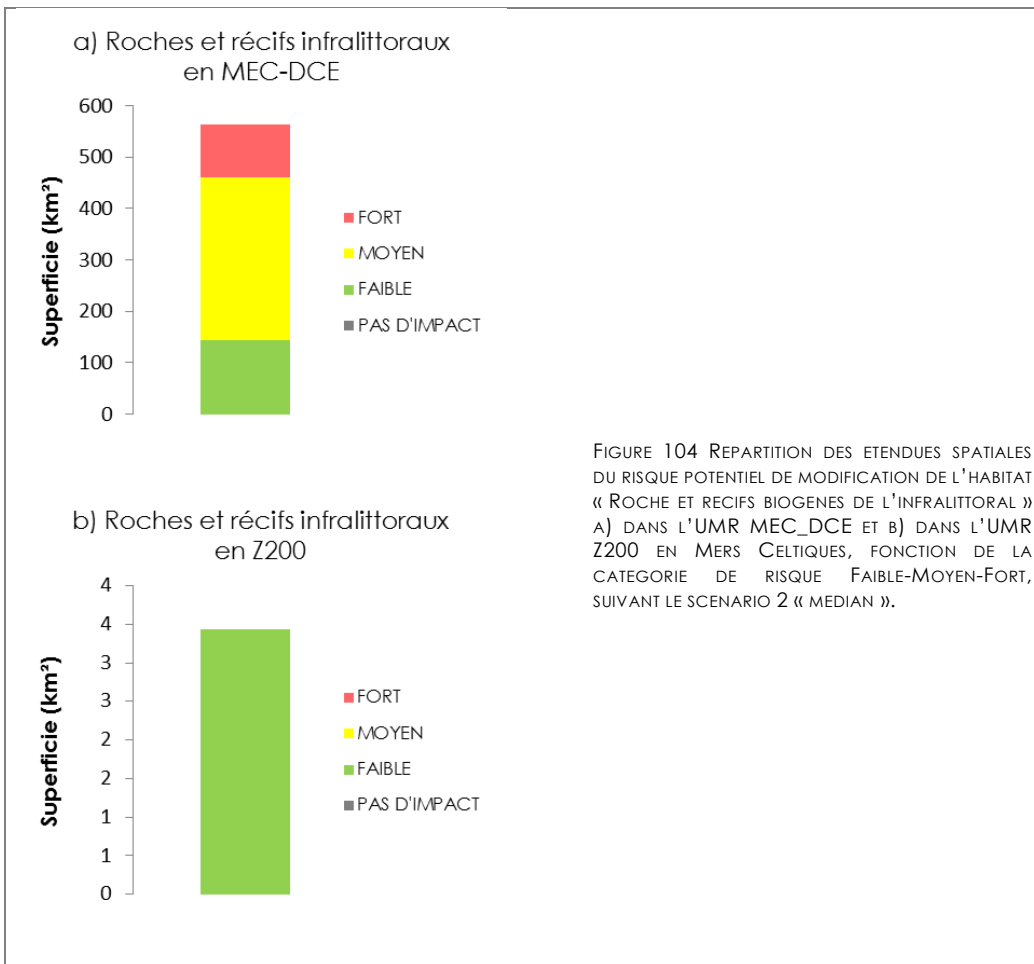 a) Roches et récifs infralittoraux
en MEC-DCE
Superficie (km²)
600
500
400
300
200
100
0
FORT
MOYEN
FAIBLE
PAS D'IMPACT
b) Roches et récifs infralittoraux
en Z200
Superficie (km²)
4
4
3
3
2
2
1
1
0
FORT
MOYEN
FAIBLE
PAS D'IMPACT
FIGURE 104 REPARTITION DES ETENDUES SPATIALES
DU RISQUE POTENTIEL DE MODIFICATION DE L'HABITAT
« ROCHE ET RECIFS BIOGENES DE L'INFRALITTORAL »
A) DANS L'UMR MEC_DCE ET B) DANS L'UMR
Z200 EN MERS CELTIQUES, FONCTION DE LA
CATEGORIE DE RISQUE FAIBLE-MOYEN-FORT,
SUIVANT LE SCENARIO 2 « MEDIAN ».